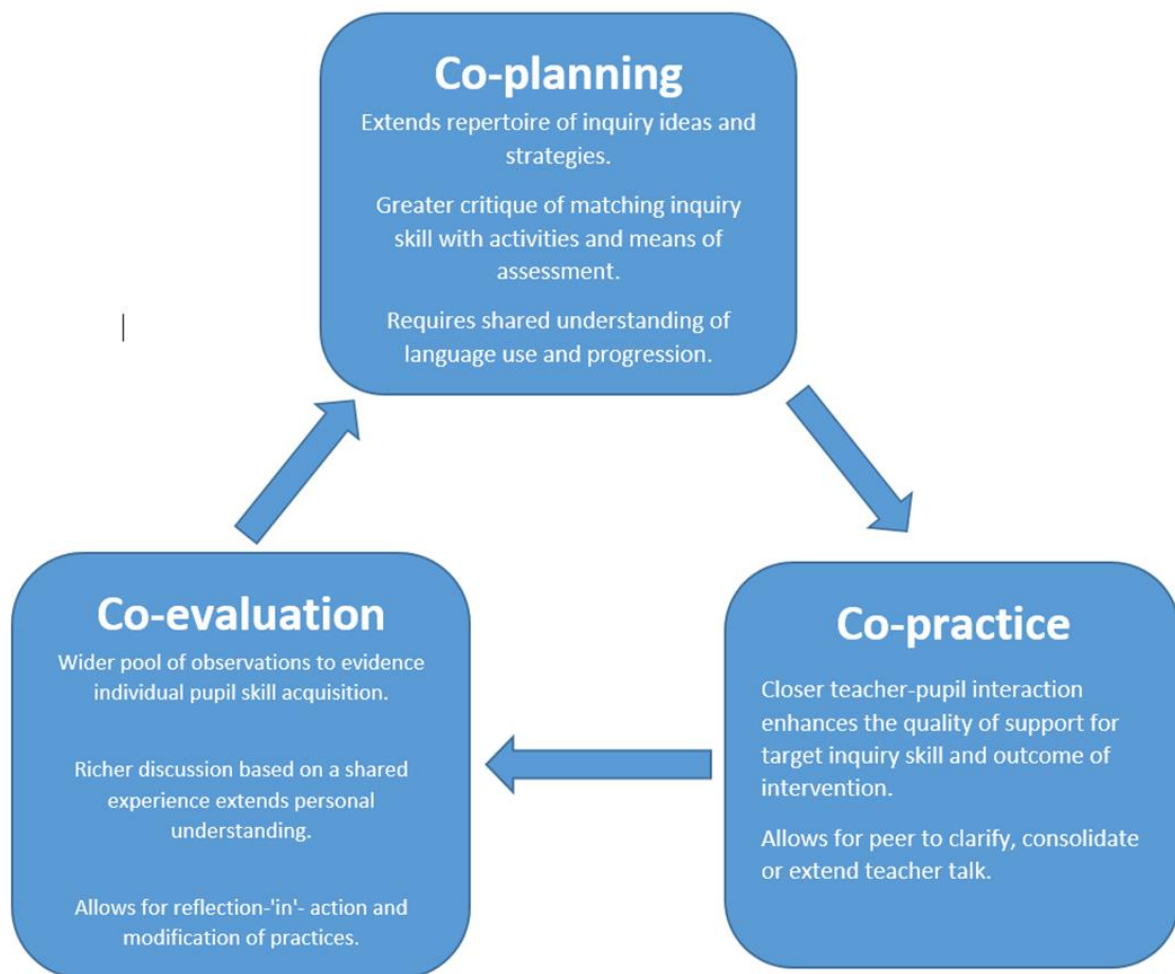 Co-planning
Extends repertoire of inquiry ideas and
strategies.
Greater critique of matching inquiry
skill with activities and means of
assessment.
Requires shared understanding of
language use and progression.
Co-evaluation
Wider pool of observations to evidence
individual pupil skill acquisition.
Richer discussion based on a shared
experience extends personal
understanding.
Allows for reflection-'in'- action and
modification of practices.
Co-practice
Closer teacher-pupil interaction
enhances the quality of support for
target inquiry skill and outcome of
intervention.
Allows for peer to clarify, consolidate
or extend teacher talk.